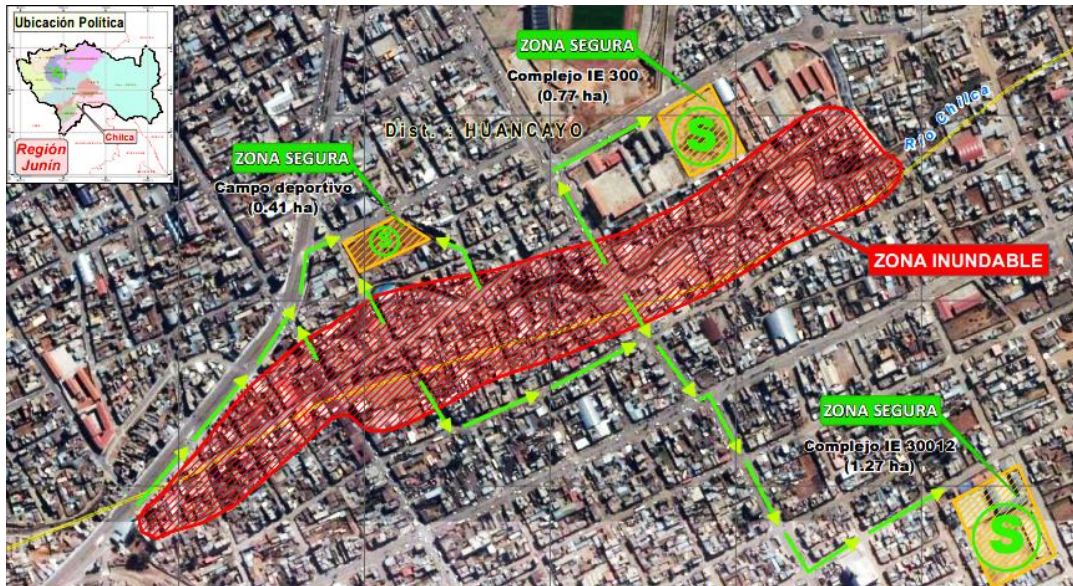 Ubicación Política
Chilca
Región
Junín
ZONA SEGURA
Complejo IE 300
(0.77 ha)
Dist. : HUANCAYO
Río Chilca
ZONA SEGURA
Campo deportivo
(0.41 ha)
S
S
ZONA INUNDABLE
ZONA SEGURA
Complejo IE 30012
(1.27 ha)
S